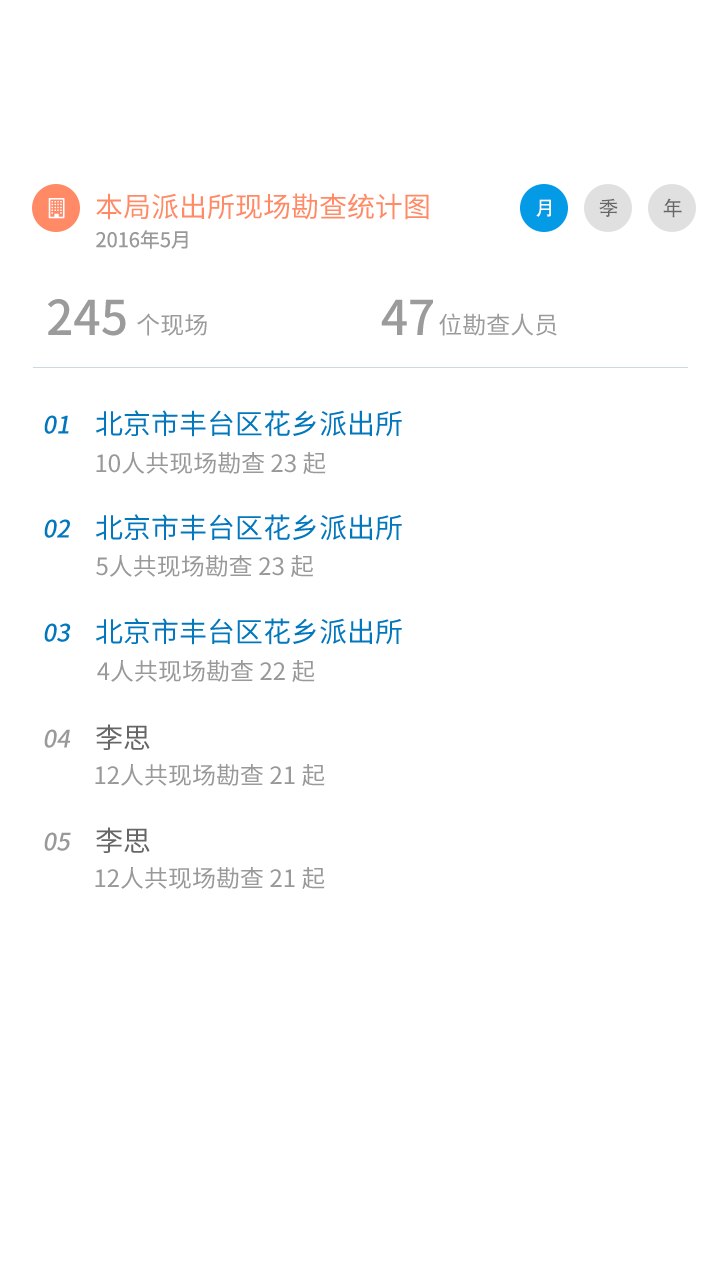 本局派出所现场勘查统计图
月 季 年
2016年5月
245 个现场 47 位勘查人员
01 北京市丰台区花乡派出所
10人共现场勘查 23 起
02 北京市丰台区花乡派出所
5人共现场勘查 23 起
03 北京市丰台区花乡派出所
4人共现场勘查 22 起
04 李思
12人共现场勘查 21 起
05 李思
12人共现场勘查 21 起